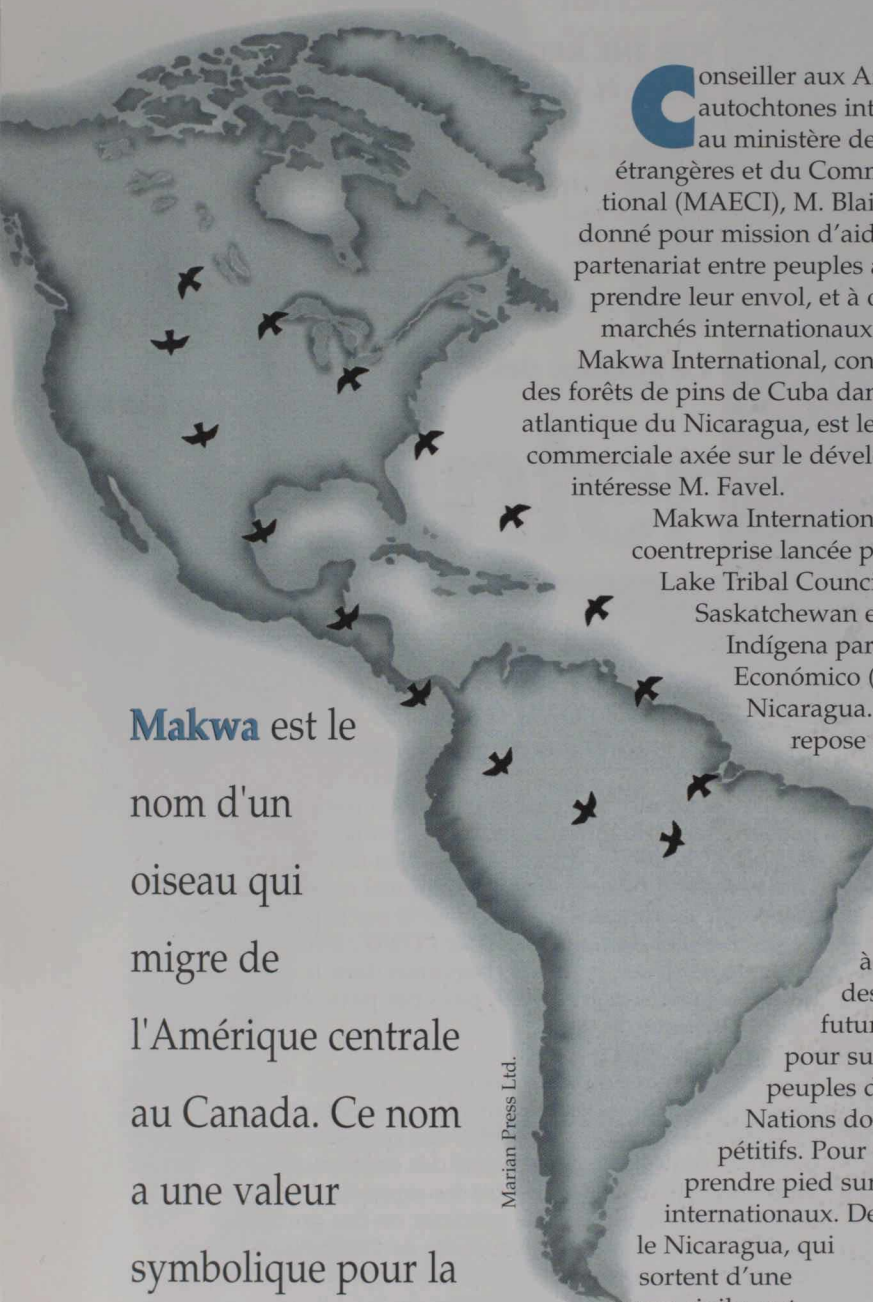 Conseiller aux A
autochtones int
au ministère de
étrangères et du Comm
tional (MAECI), M. Blai
donné pour mission d'aid
partenariat entre peuples a
prendre leur envol, et à c
marchés internationaux
Makwa International, con
des forêts de pins de Cuba dan
atlantique du Nicaragua, est le
commerciale axée sur le dével
intéresse M. Favel.
Makwa Internation
coentreprise lancée p
Lake Tribal Counci
Saskatchewan e
Indígena par
Económico (
Nicaragua.
repose
à
des
futur
pour su
peuples d
Nations do
pétitifs. Pour
prendre pied sur
internationaux. De
le Nicaragua, qui
sortent d'une
Makwa est le
nom d'un
oiseau qui
migre de
l'Amérique centrale
au Canada. Ce nom
a une valeur
symbolique pour la
Marian Press Ltd.